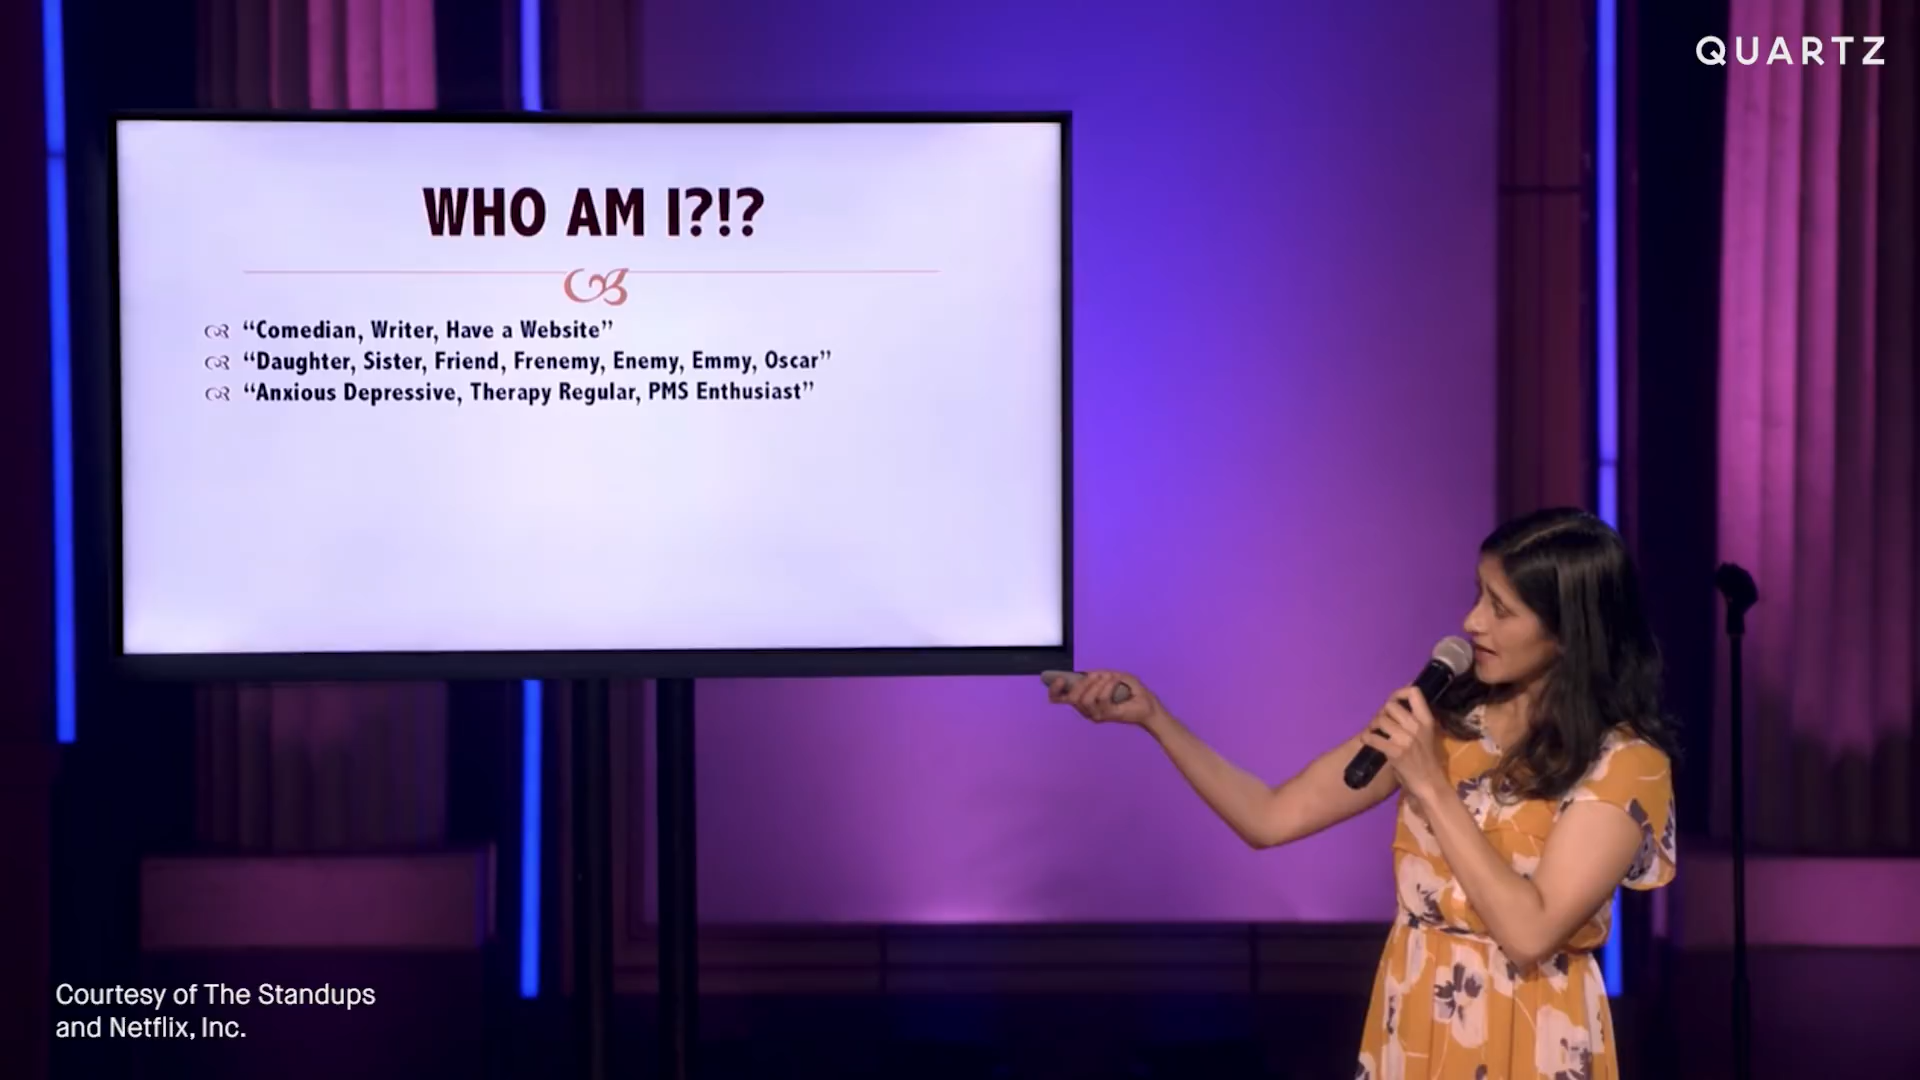 QUARTZ
WHO AM I?!?
“Comedian, Writer, Have a Website”
“Daughter, Sister, Friend, Frenemy, Enemy, Emmy, Oscar”
“Anxious Depressive, Therapy Regular, PMS Enthusiast”
Courtesy of The Standups
and Netflix, Inc.